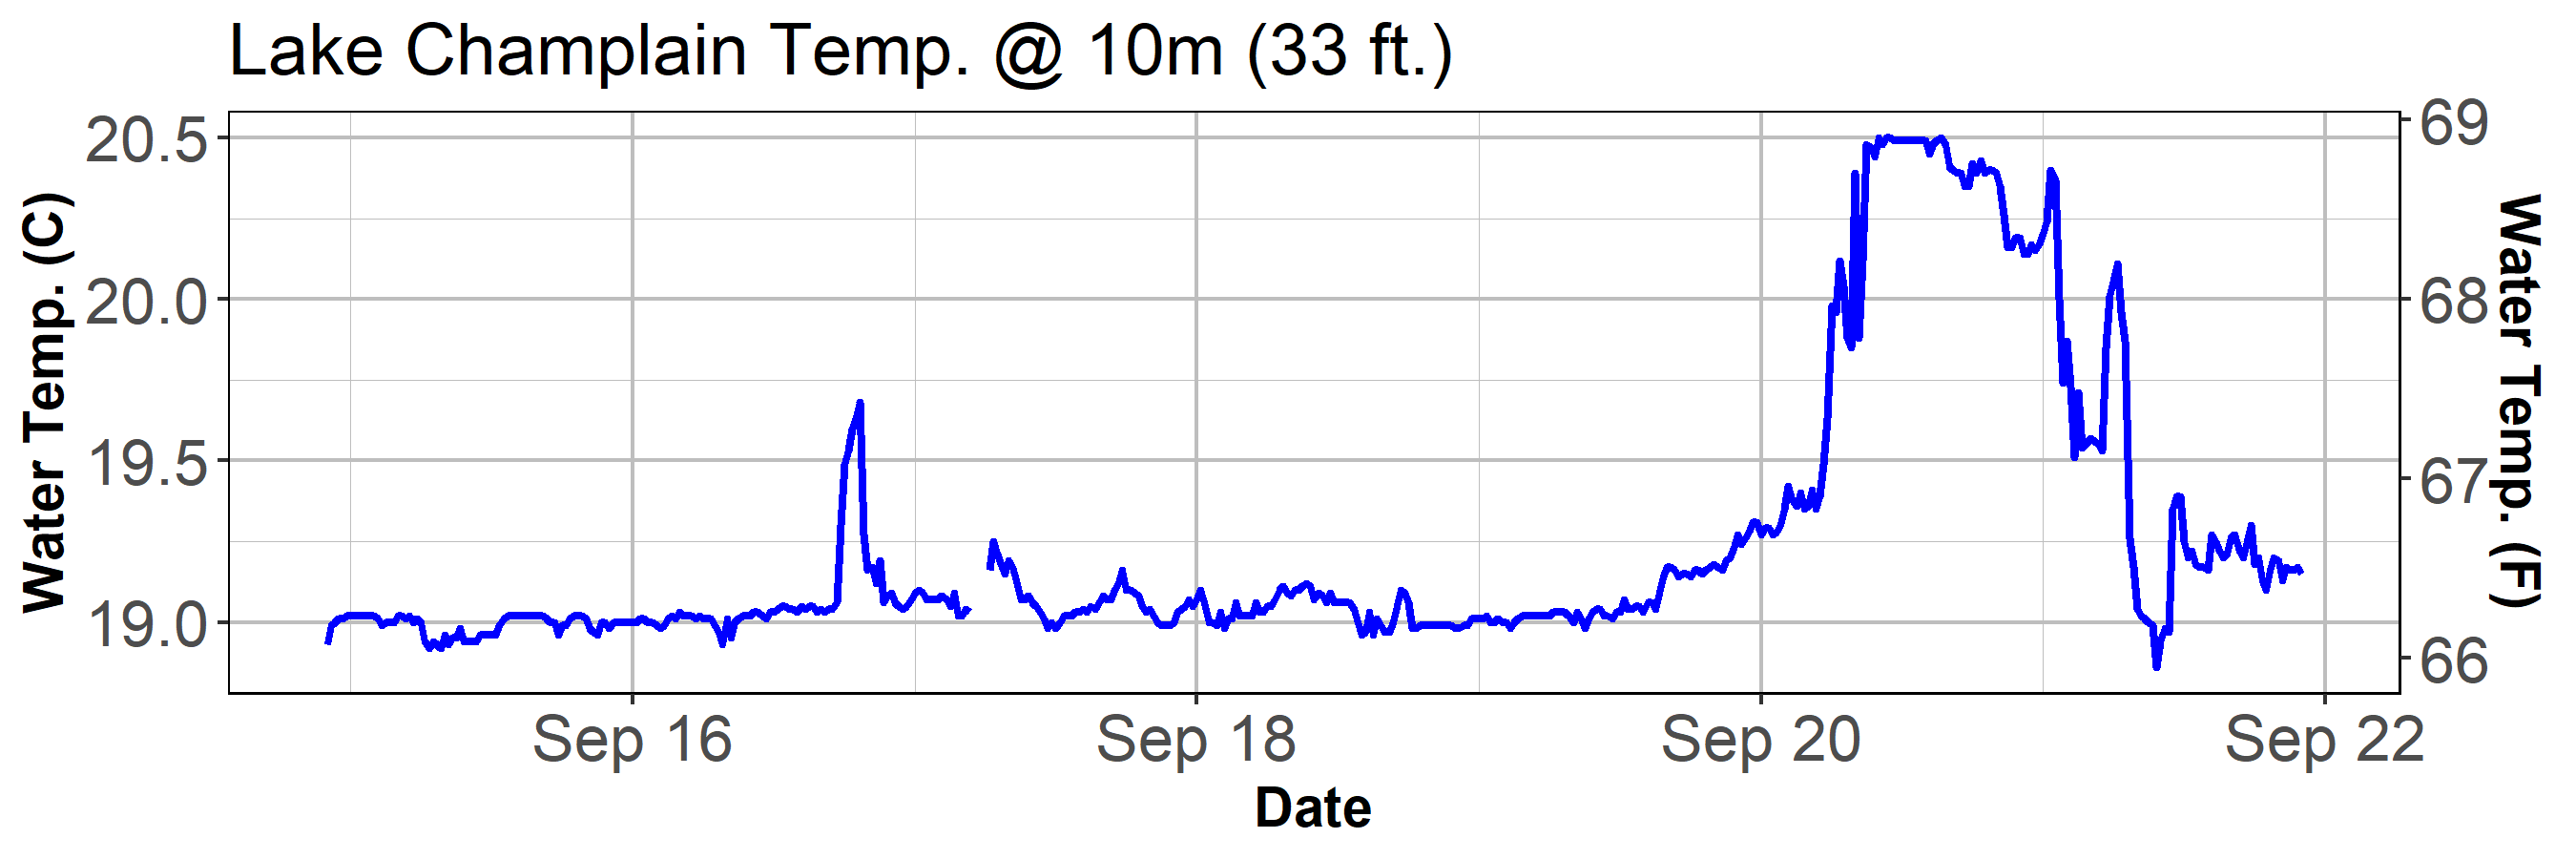 Lake Champlain Temp. @ 10m (33 ft.)
Water Temp. (C)
20.5
20.0
19.5
19.0
69
68
67
66
Water Temp. (F)
Sep 16
Sep 18
Sep 20
Sep 22
Date